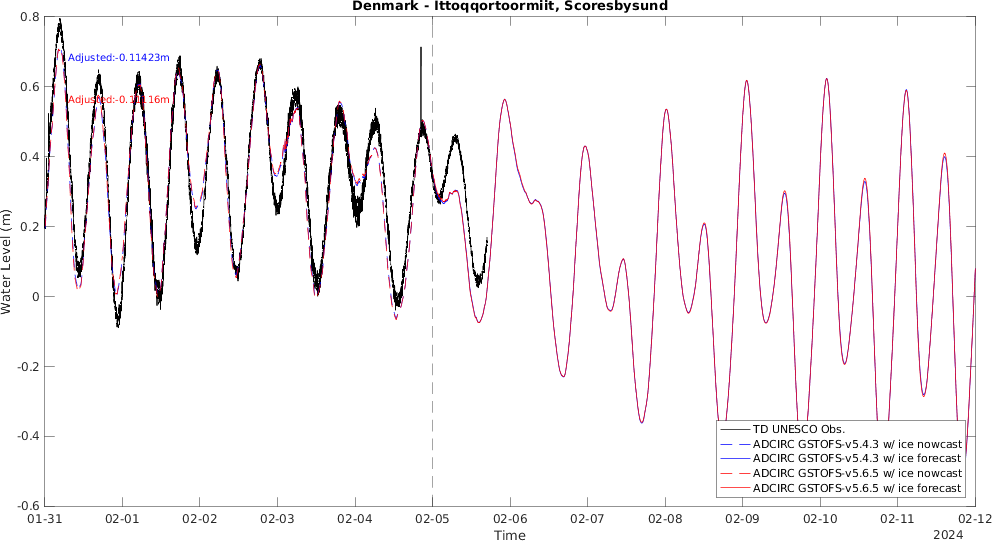 Denmark - Ittoqqortoormiit, Scoresbysund
Water Level (m)
0.8
0.6
0.4
0.2
0
-0.2
-0.4
-0.6
Adjusted:-0.11423m
Adjusted:-0.11116m
TD UNESCO Obs.
ADCIRC GSTOFS-v5.4.3 w/ ice nowcast
ADCIRC GSTOFS-v5.4.3 w/ ice forecast
ADCIRC GSTOFS-v5.6.5 w/ ice nowcast
ADCIRC GSTOFS-v5.6.5 w/ ice forecast
01-31 02-01 02-02 02-03 02-04 02-05 02-06 02-07 02-08 02-09 02-10 02-11 02-12
Time
2024